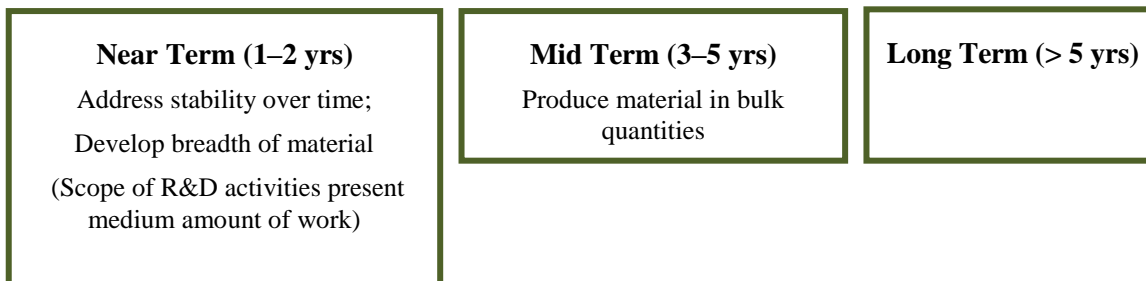 Near Term (1–2 yrs)
Address stability over time;
Develop breadth of material
(Scope of R&D activities present
medium amount of work)
Mid Term (3–5 yrs)
Produce material in bulk
quantities
Long Term (> 5 yrs)